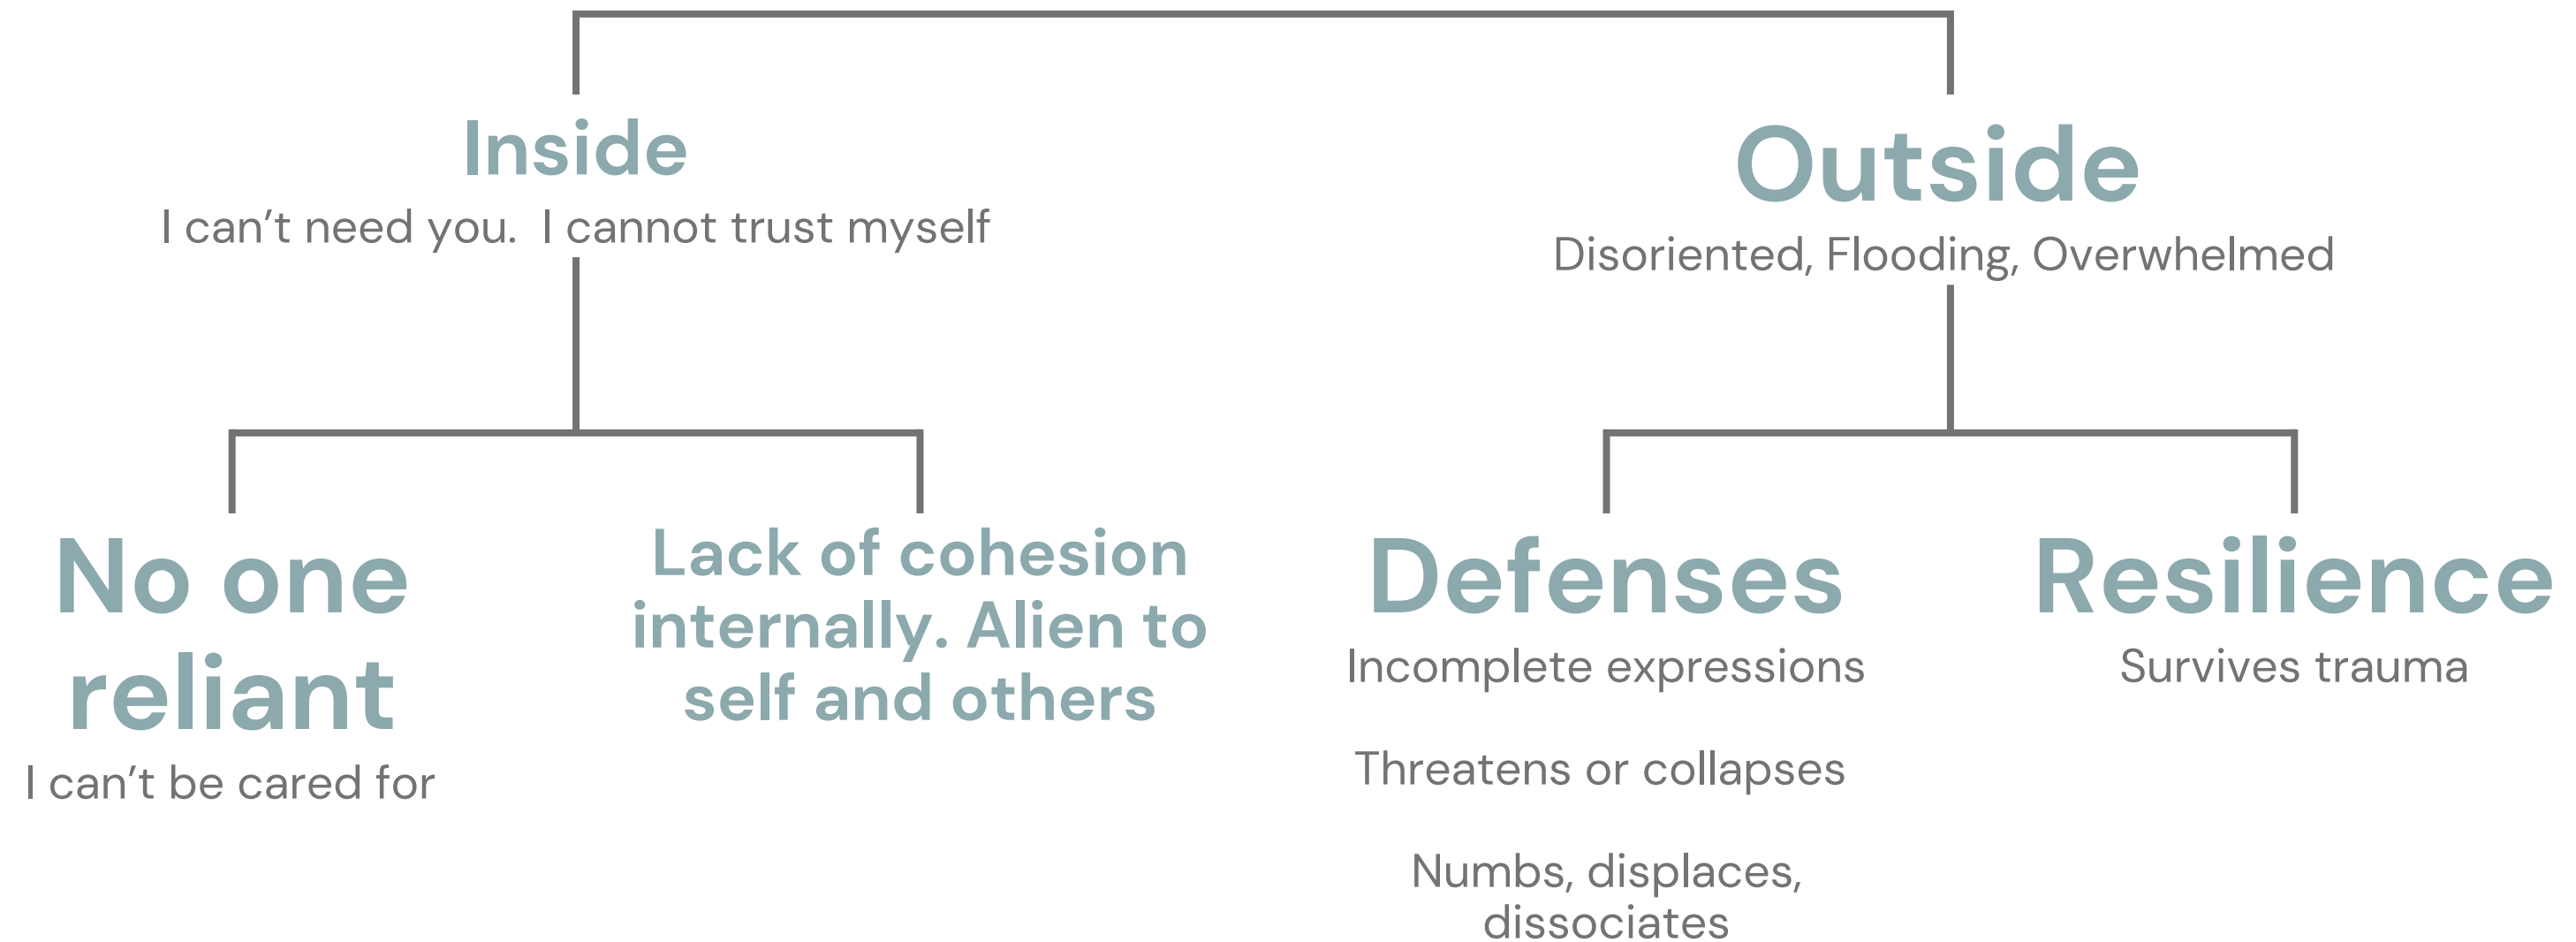 Inside
I can’t need you.  I cannot trust myself
Outside
Disoriented, Flooding, Overwhelmed
No one
reliant
I can’t be cared for
Lack of cohesion
internally. Alien to
self and others
Defenses
Incomplete expressions
Threatens or collapses
Numbs, displaces,
dissociates
Resilience
Survives trauma